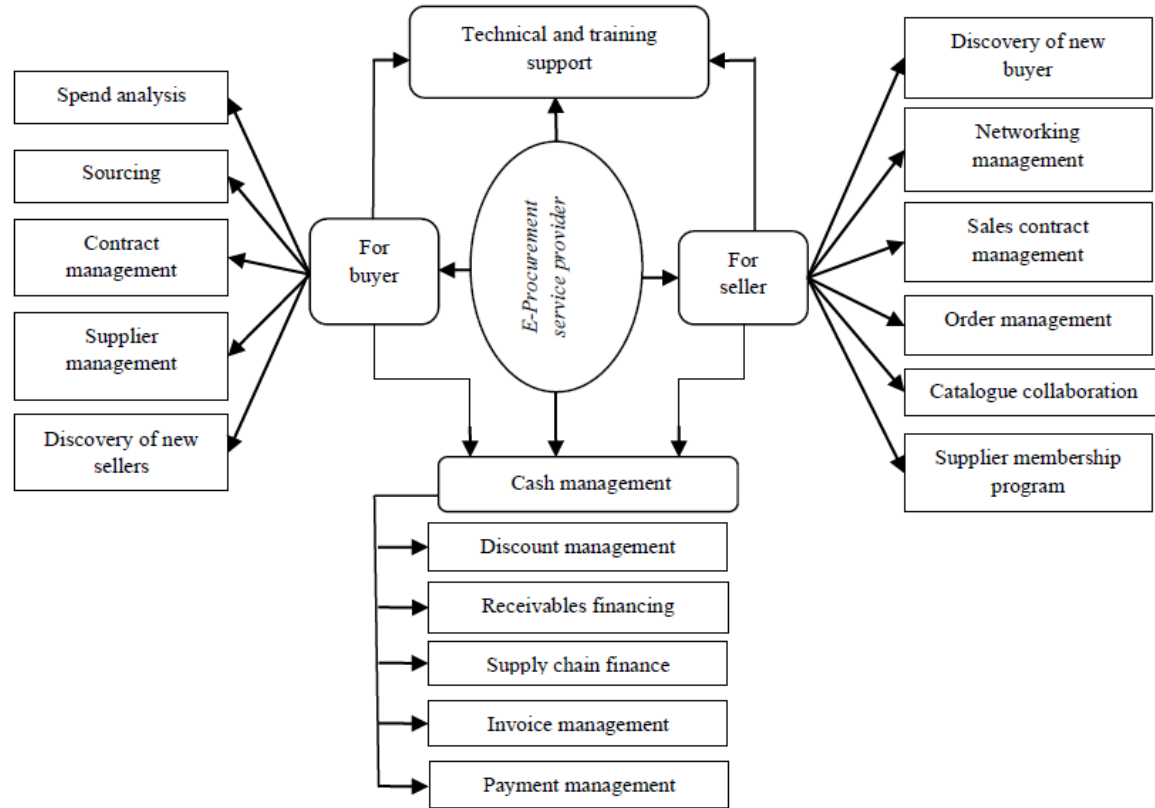 Technical and training
support
Spend analysis
Sourcing
Contract
management
Supplier
management
Discovery of new
sellers
For
buyer
E-Procurement
service provider
For
seller
Discovery of new
buyer
Networking
management
Sales contract
management
Order management
Catalogue collaboration
Supplier membership
program
Cash management
Discount management
Receivables financing
Supply chain finance
Invoice management
Payment management